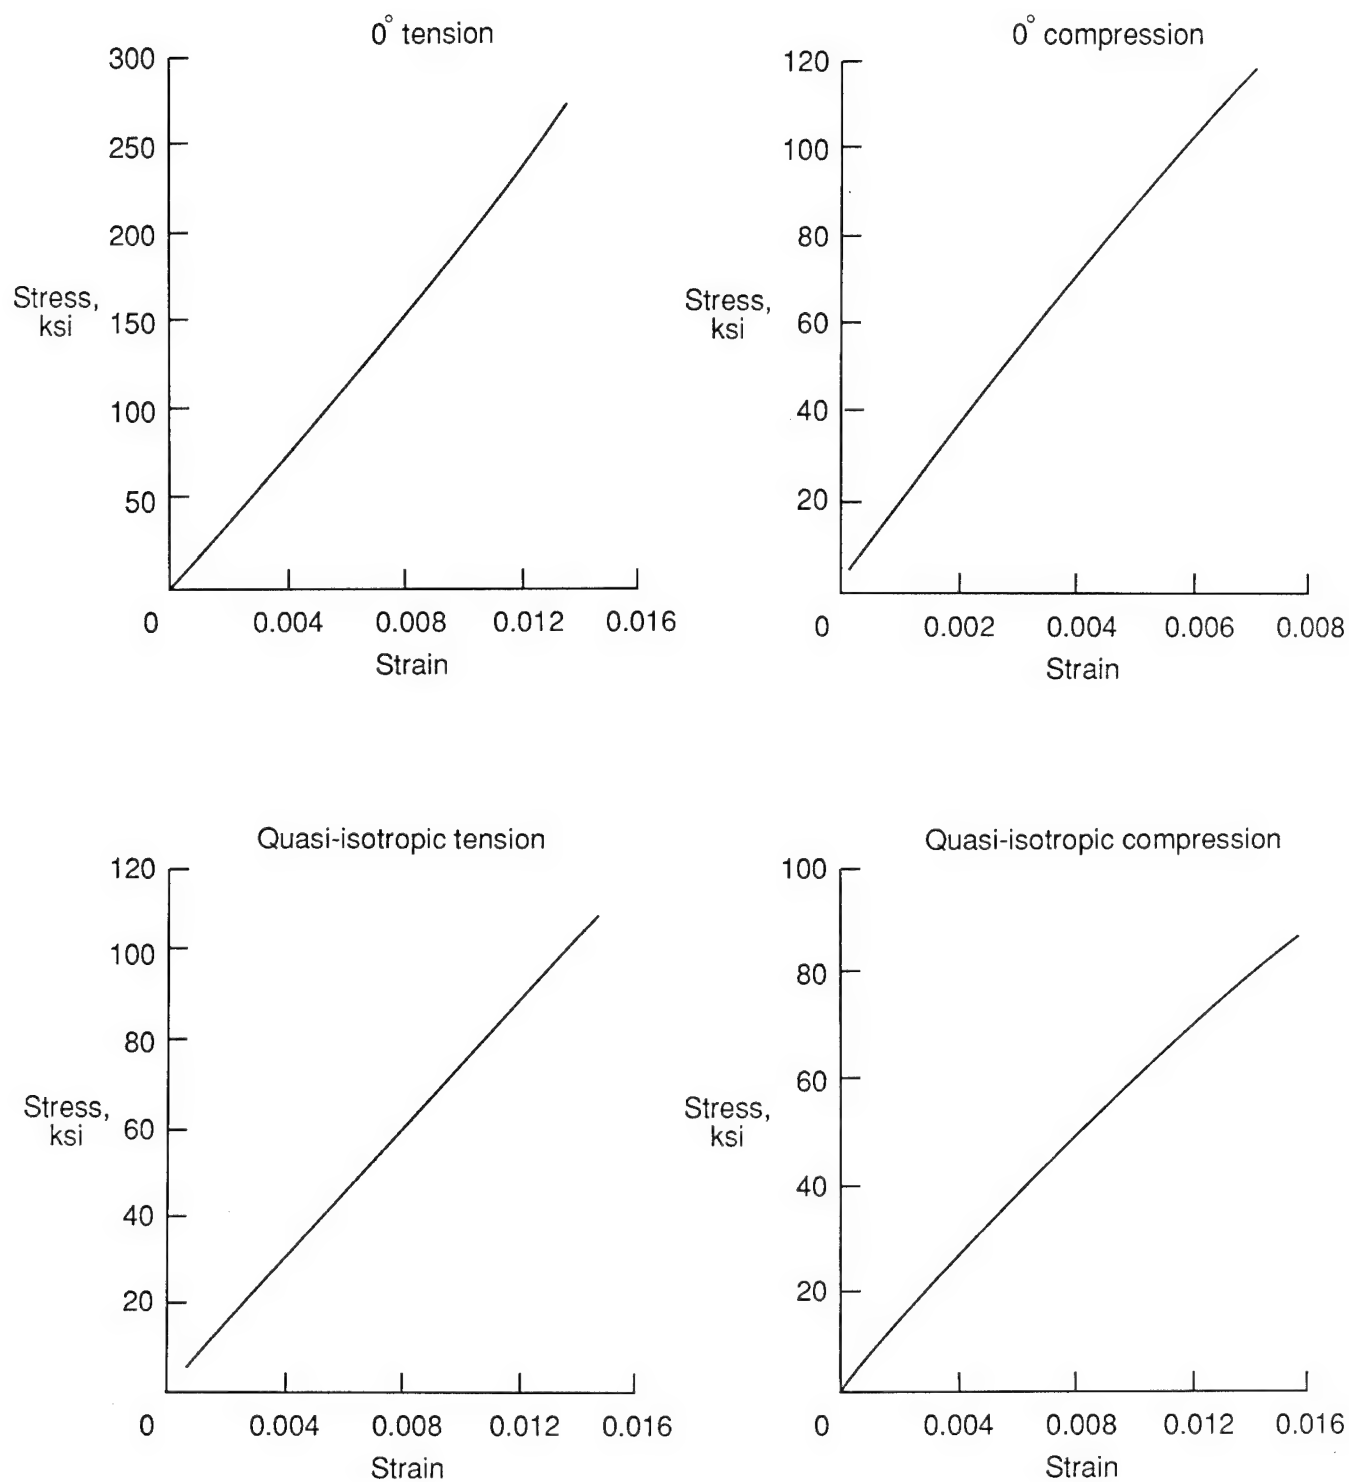 0° tension
300
250
200
Stress,
ksi
150
100
50
0
0.004
0.008
0.012
0.016
Strain
0° compression
120
100
80
Stress,
ksi
60
40
20
0
0.002
0.004
0.006
0.008
Strain
Quasi-isotropic tension
120
100
80
Stress,
ksi
60
40
20
0
0.004
0.008
0.012
0.016
Strain
Quasi-isotropic compression
100
80
60
Stress,
ksi
40
20
0
0.004
0.008
0.012
0.016
Strain